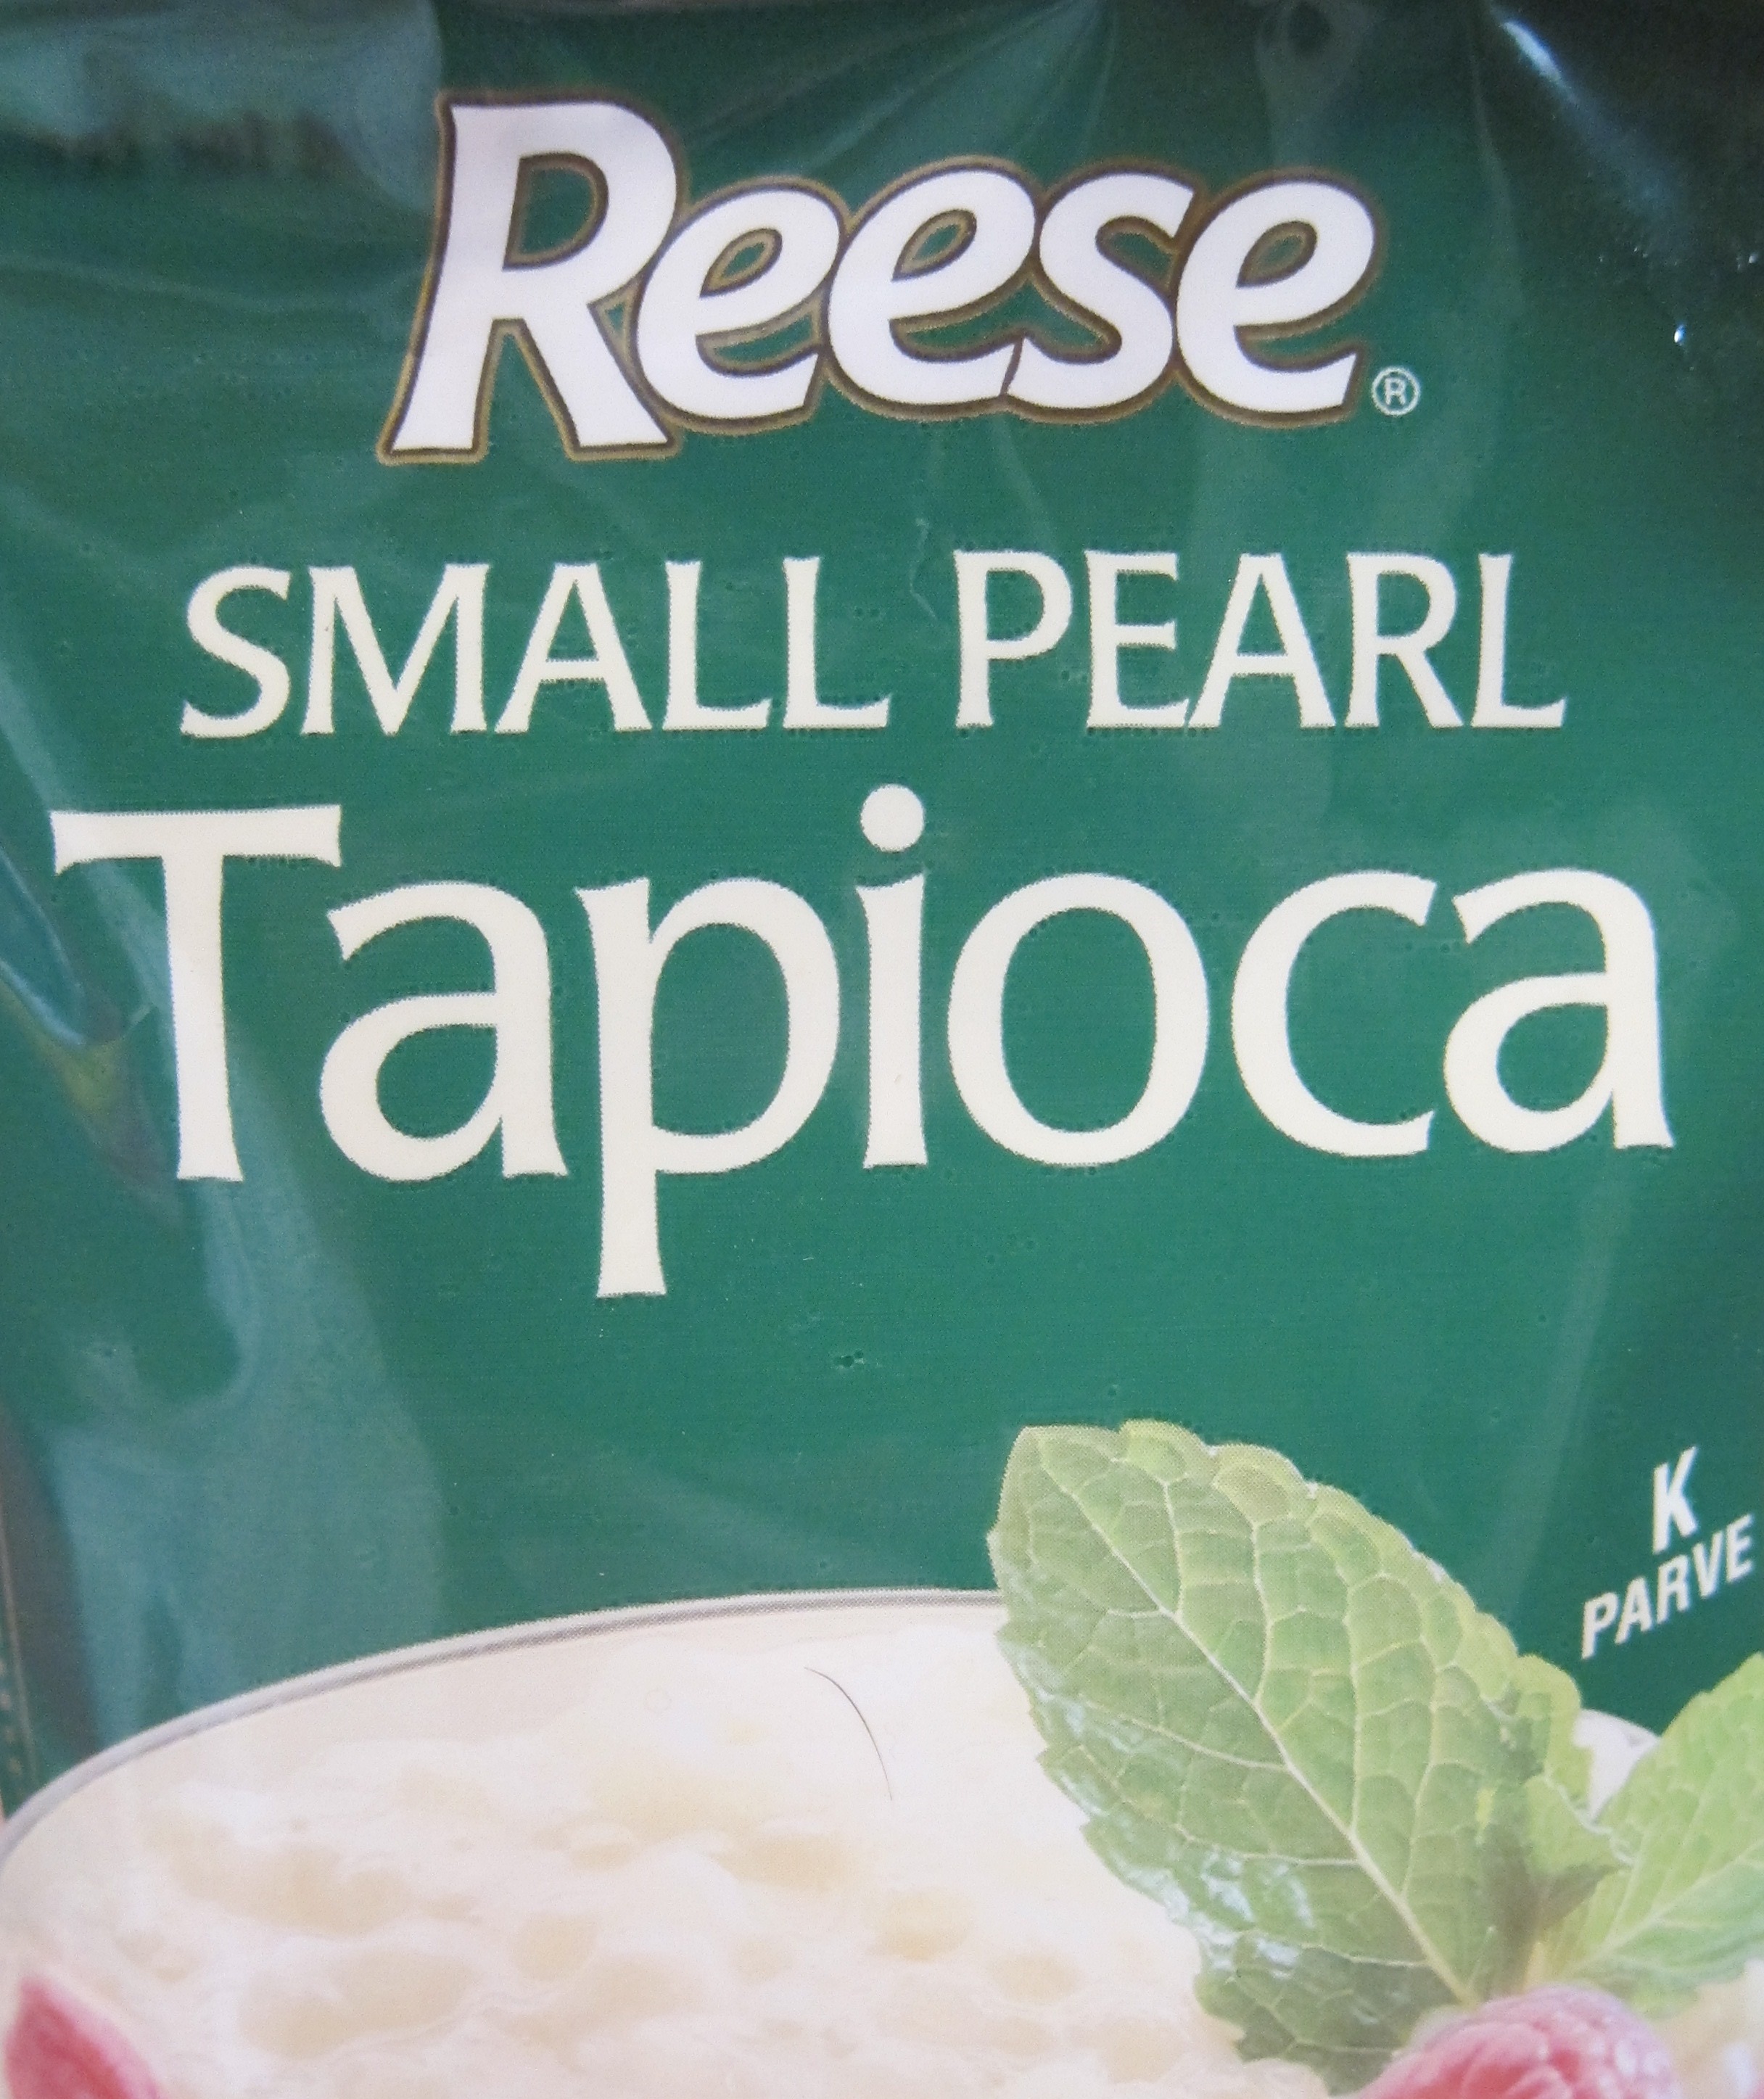 Reese®
SMALL PEARL
Tapioca
K
PARVE